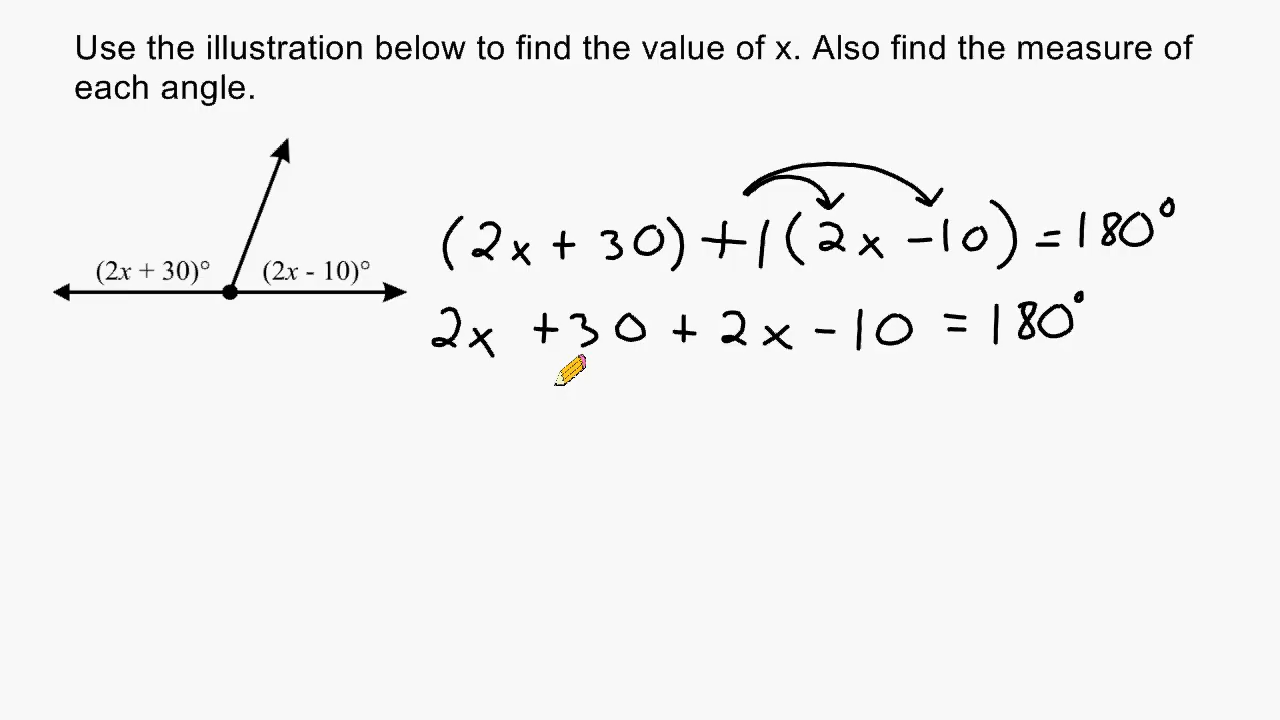 Use the illustration below to find the value of x. Also find the measure of
each angle.
(2x + 30)° (2x - 10)°
(2x + 30) + 1(2x - 10) = 180°
2x + 30 + 2x - 10 = 180°